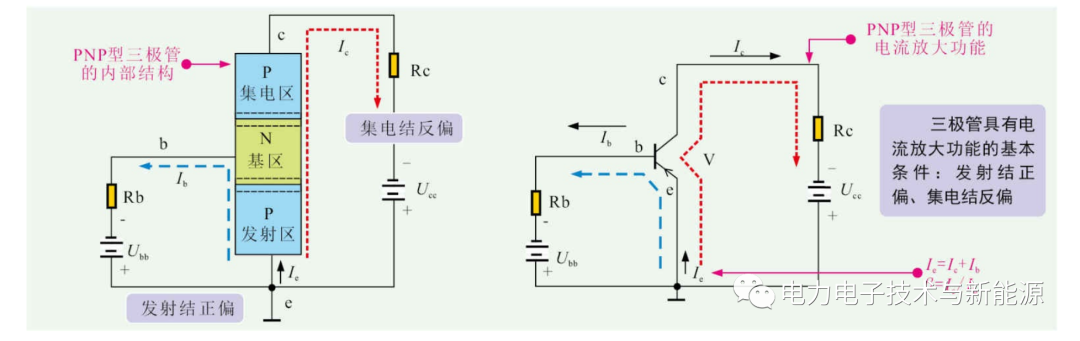 PNP型三极管
的内部结构
c
Ic
P
集电区
Rc
集电结反偏
N
基区
b
Ib
Rb
-
Ubb
+
P
发射区
−
Ucc
+
Ie
e
发射结正偏
PNP型三极管的
电流放大功能
Ic
c
Rc
Ib
b
V
e
Rb
-
Ubb
+
−
Ucc
+
Ie
三极管具有电
流放大功能的基本
条件：发射结正
偏、集电结反偏
=Ic+Ib
电力电子技术与新能源